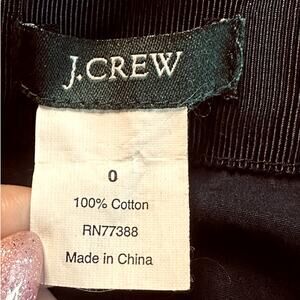 J.CREW
0
100% Cotton
RN77388
Made in China